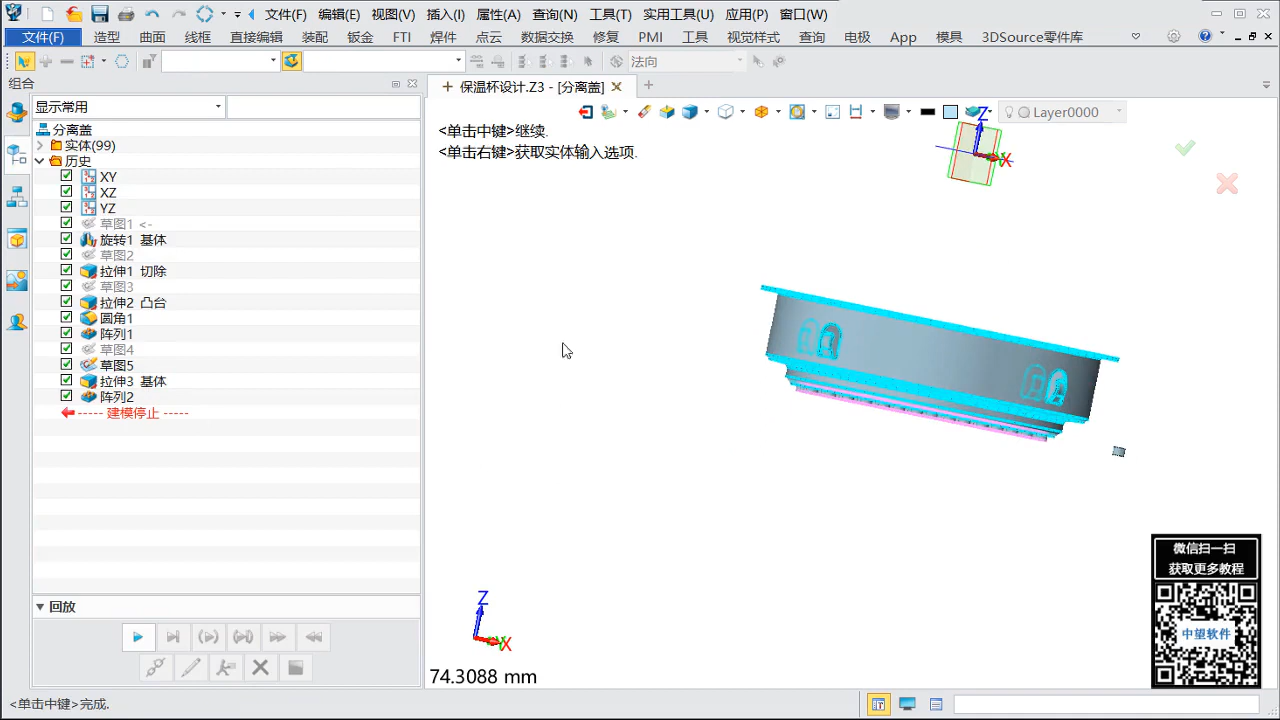 文件(F) 编辑(E) 视图(V) 插入(I) 属性(A) 查询(N) 工具(T) 实用工具(U) 应用(P) 窗口(W)
文件(F) 造型 曲面 线框 直接编辑 装配 钣金 FTI 焊件 点云 数据交换 修复 PMI 工具 视觉样式 查询 电极 App 模具 3DSource零件库
法向
组合
保温杯设计.Z3 - [分离盖]
显示常用
Layer0000
<单击中键>继续.
<单击右键>获取实体输入选项.
分离盖
实体(99)
历史
XY
XZ
YZ
草图1 <-
旋转1 基体
草图2
拉伸1 切除
草图3
拉伸2 凸台
圆角1
阵列1
草图4
草图5
拉伸3 基体
阵列2
----- 建模停止 -----
Z
X
微信扫一扫
获取更多教程
中望软件
回放
Z
X
74.3088 mm
<单击中键>完成.